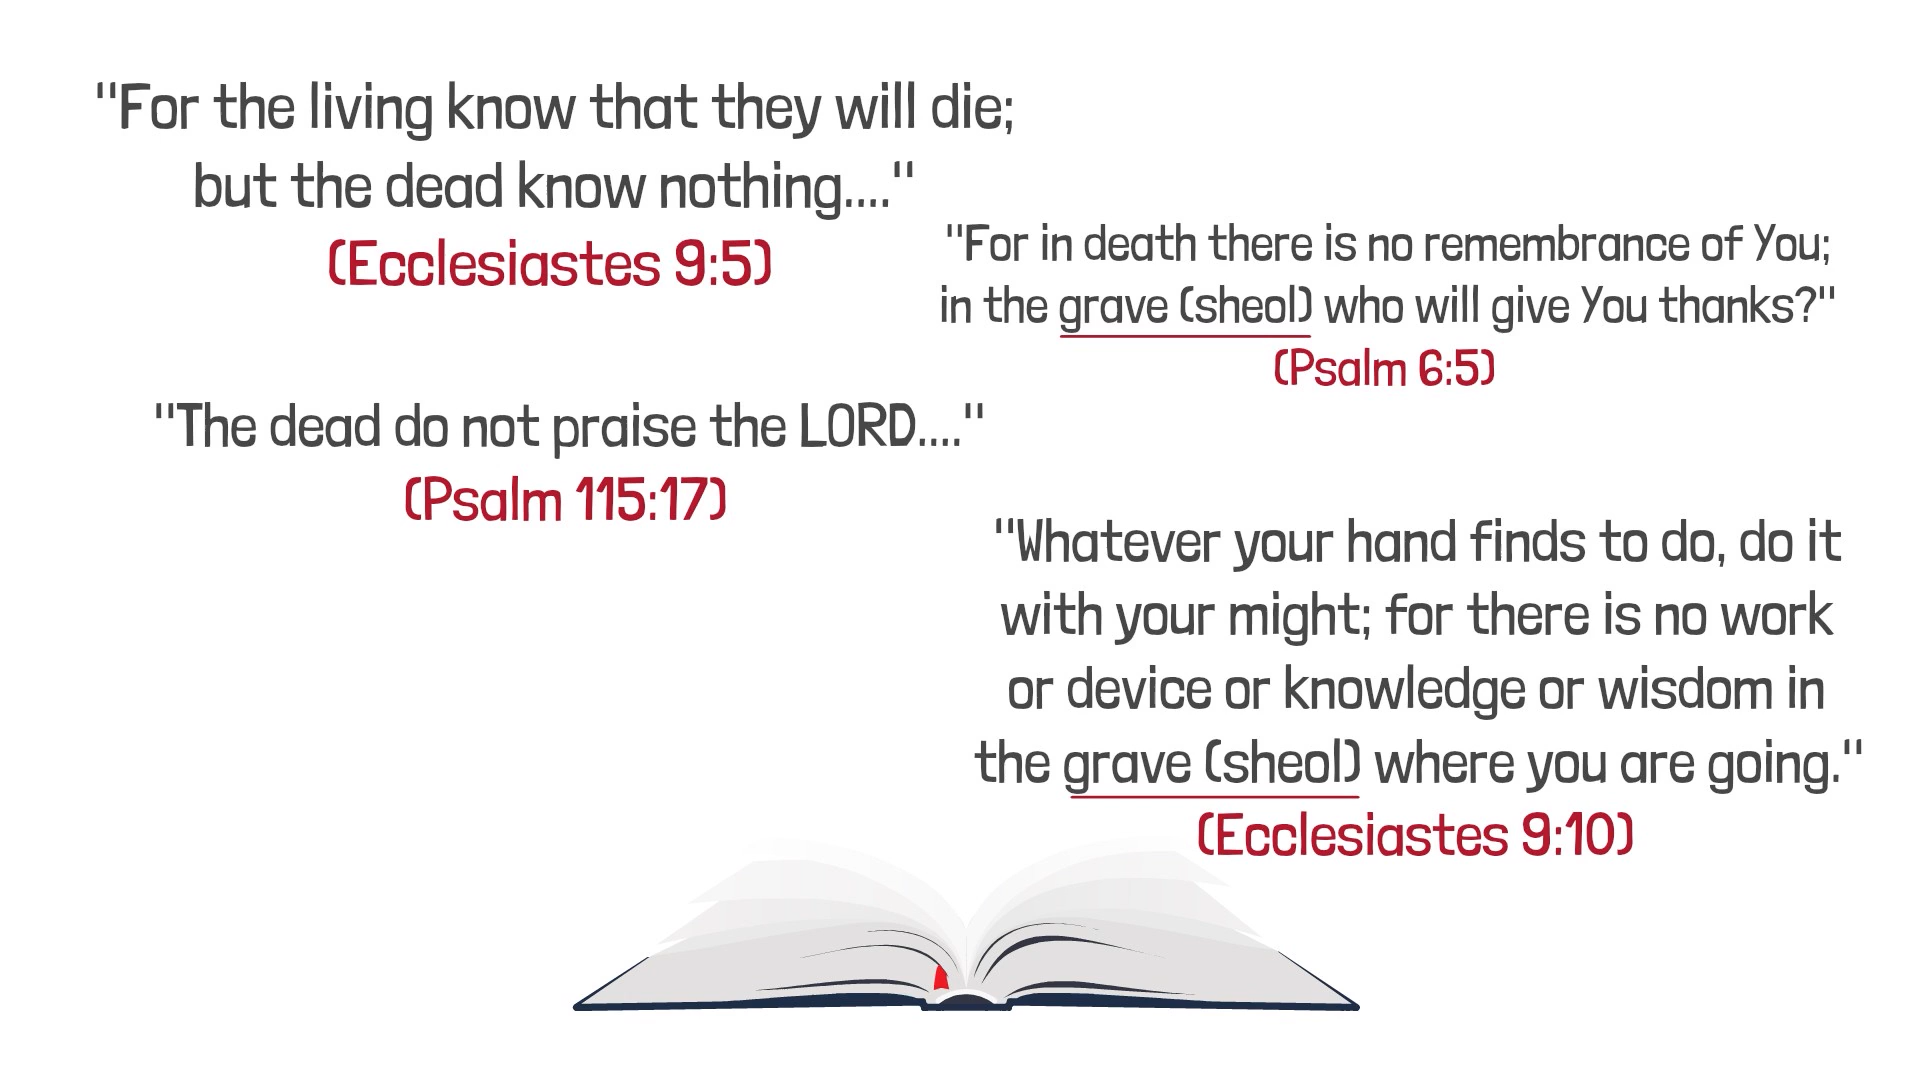 "For the living know that they will die;
but the dead know nothing...."
(Ecclesiastes 9:5)
"For in death there is no remembrance of You;
in the grave (sheol) who will give You thanks?"
(Psalm 6:5)
"The dead do not praise the LORD...."
(Psalm 115:17)
"Whatever your hand finds to do, do it
with your might; for there is no work
or device or knowledge or wisdom in
the grave (sheol) where you are going."
(Ecclesiastes 9:10)